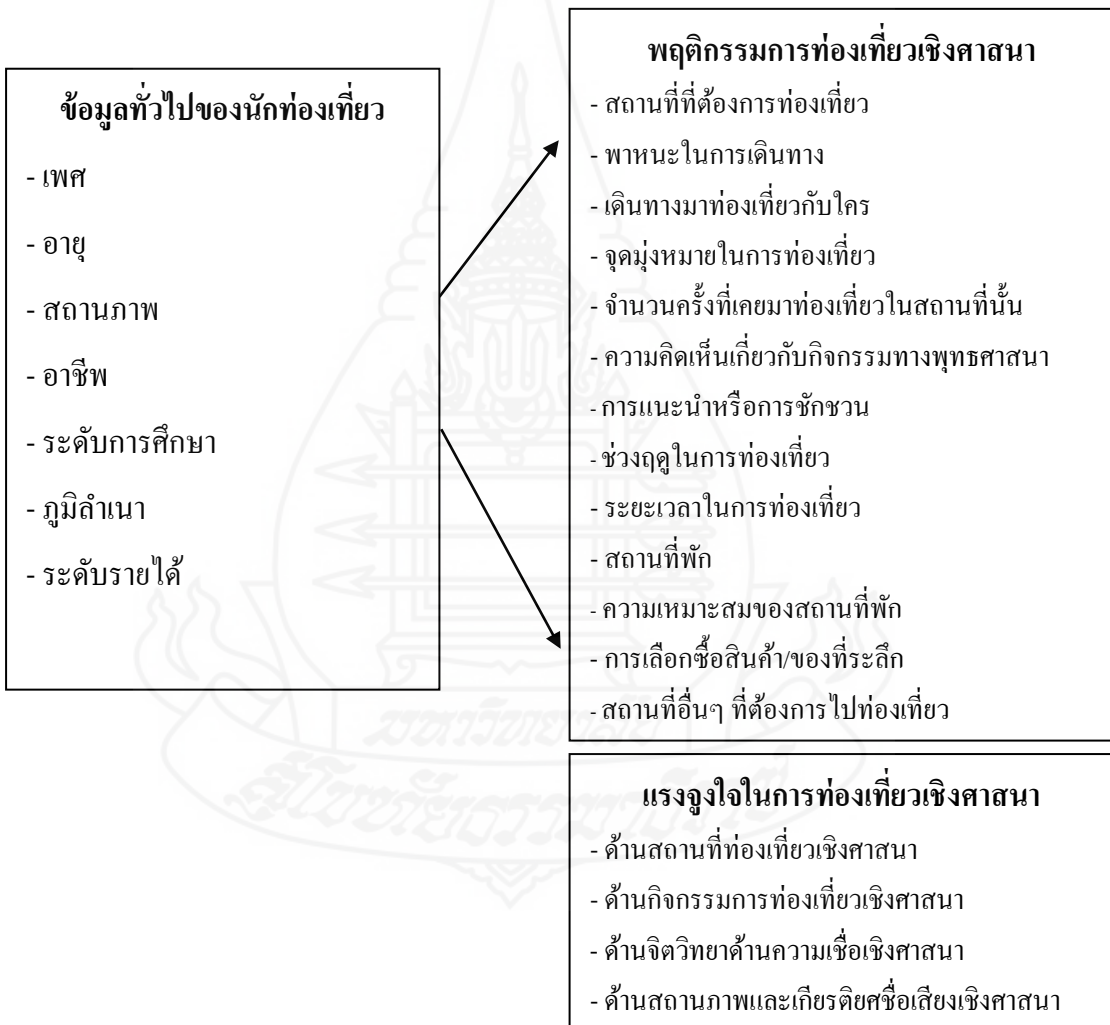 ข้อมูลทั่วไปของนักท่องเที่ยว
- เพศ
- อายุ
- สถานภาพ
- อาชีพ
- ระดับการศึกษา
- ภูมิลำเนา
- ระดับรายได้
พฤติกรรมการท่องเที่ยวเชิงศาสนา
- สถานที่ที่ต้องการท่องเที่ยว
- พาหนะในการเดินทาง
- เดินทางมาท่องเที่ยวกับใคร
- จุดมุ่งหมายในการท่องเที่ยว
- จำนวนครั้งที่เคยมาท่องเที่ยวในสถานที่นั้น
- ความคิดเห็นเกี่ยวกับกิจกรรมทางพุทธศาสนา
- การแนะนำหรือการชักชวน
- ช่วงฤดูในการท่องเที่ยว
- ระยะเวลาในการท่องเที่ยว
- สถานที่พัก
- ความเหมาะสมของสถานที่พัก
- การเลือกซื้อสินค้า/ของที่ระลึก
- สถานที่อื่นๆ ที่ต้องการไปท่องเที่ยว
แรงจูงใจในการท่องเที่ยวเชิงศาสนา
- ด้านสถานที่ท่องเที่ยวเชิงศาสนา
- ด้านกิจกรรมการท่องเที่ยวเชิงศาสนา
- ด้านจิตวิทยาด้านความเชื่อเชิงศาสนา
- ด้านสถานภาพและเกียรติยศชื่อเสียงเชิงศาสนา
มหาวิทยาลัย
สุโขทัยธรรมาธิราช